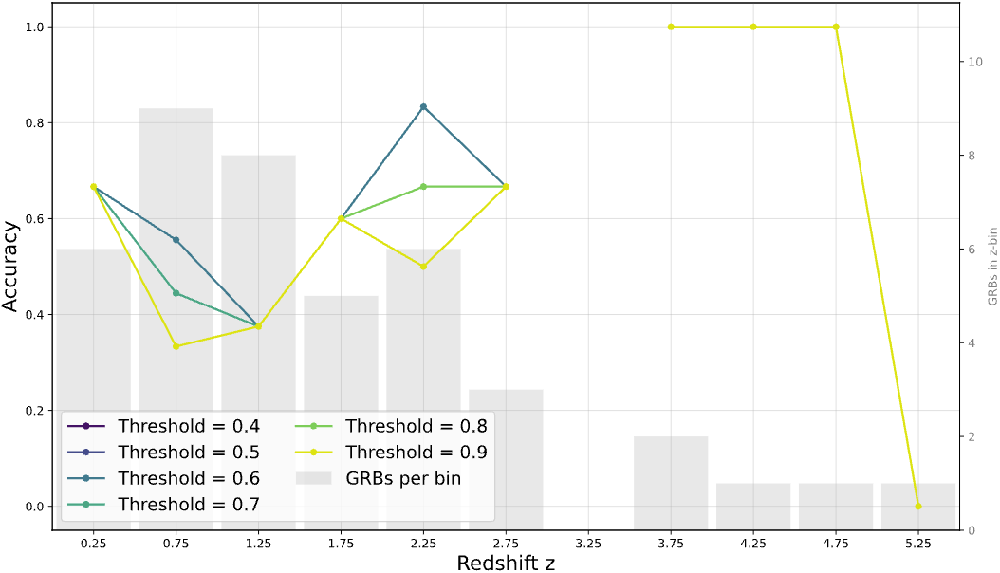 1.0
0.8
0.6
0.4
0.2
0.0
Accuracy
10
8
6
4
2
0
GRBs in z-bin
Threshold = 0.4
Threshold = 0.5
Threshold = 0.6
Threshold = 0.7
Threshold = 0.8
Threshold = 0.9
GRBs per bin
0.25 0.75 1.25 1.75 2.25 2.75 3.25 3.75 4.25 4.75 5.25
Redshift z